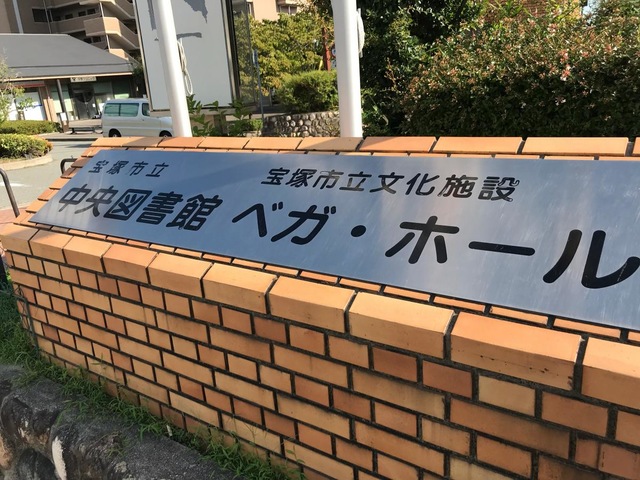 宝塚市立
中央図書館
宝塚市立文化施設
ベガ・ホール